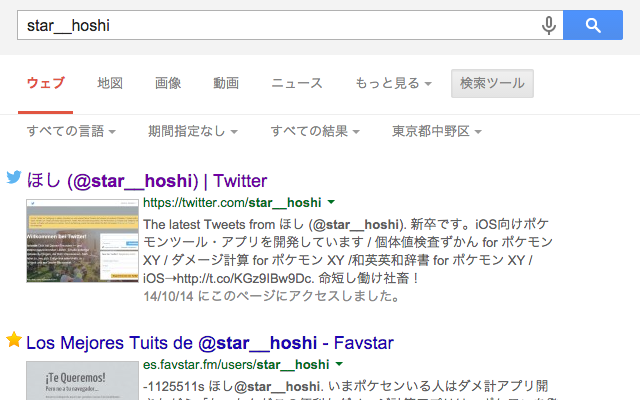 star__hoshi
ウェブ 地図 画像 動画 ニュース もっと見る 検索ツール
すべての言語 期間指定なし すべての結果 東京都中野区
ほし (@star__hoshi) | Twitter
https://twitter.com/star__hoshi
Willkommen bei Twitter!
The latest Tweets from ほし (@star__hoshi). 新卒です。iOS向けポケ
モンツール・アプリを開発しています / 個体値検査ずかん for ポケモン
XY / ダメージ計算 for ポケモン XY /和英英和辞書 for ポケモン XY /
iOS→http://t.co/KGz9IBw9Dc. 命短し働け社畜！
14/10/14 にこのページにアクセスしました。
Los Mejores Tuits de @star__hoshi - Favstar
es.favstar.fm/users/star__hoshi
¡Te Queremos!
Pero no a tu navegador...
-1125511s ほし@star__hoshi. いまポケセンいる人はダメ計アプリ開